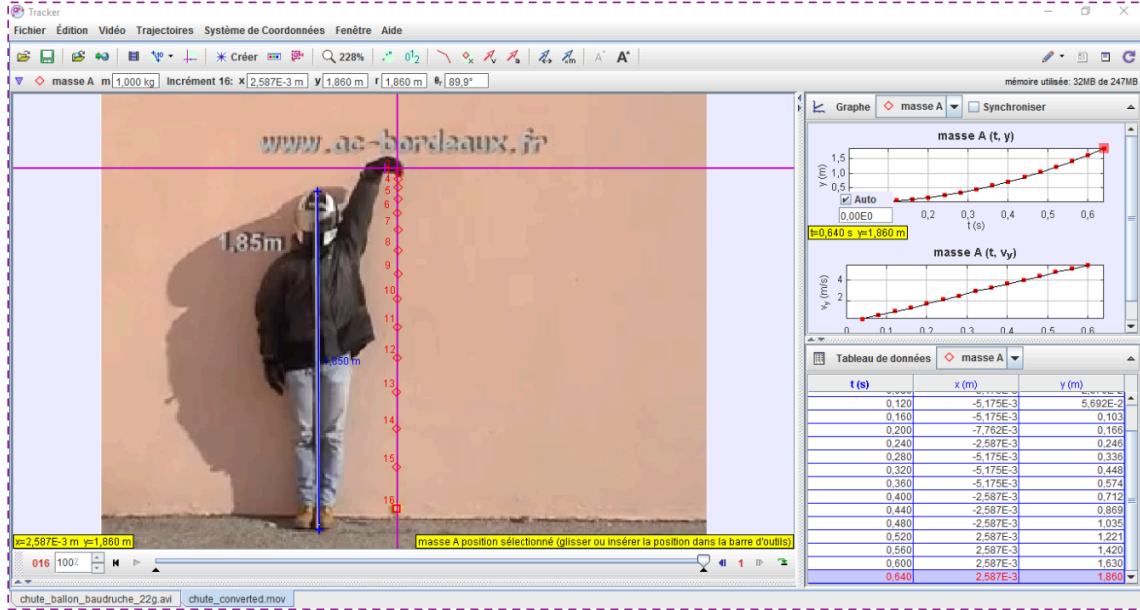 Tracker
Fichier Édition Vidéo Trajectoires Système de Coordonnées Fenêtre Aide
Créer 228%
masse A m 1,000 kg Incrément 16: x 2,587E-3 m y 1,860 m r 1,860 m θr 89,9° mémoire utilisée: 32MB de 247MB
www.ac-bordeaux.fr
1,85m
4
5
6
7
8
9
10
11
12
1,850 m
13
14
15
16
x=2,587E-3 m y=1,860 m masse A position sélectionné (glisser ou insérer la position dans la barre d'outils)
016 100% 1
chute_ballon_baudruche_22g.avi chute_converted.mov
Graphe masse A Synchroniser
masse A (t, y)
y (m)
1,5
1,0
0,5
Auto
0,00E0
0,2 0,3 0,4 0,5 0,6
t (s)
t=0,640 s y=1,860 m
masse A (t, vy)
vy (m/s)
4
2
0 0,1 0,2 0,3 0,4 0,5 0,6
Tableau de données masse A
t (s) x (m) y (m)
0,120 -5,175E-3 5,692E-2
0,160 -5,175E-3 0,103
0,200 -7,762E-3 0,166
0,240 -2,587E-3 0,246
0,280 -5,175E-3 0,336
0,320 -5,175E-3 0,448
0,360 -5,175E-3 0,574
0,400 -2,587E-3 0,712
0,440 -2,587E-3 0,869
0,480 -2,587E-3 1,035
0,520 2,587E-3 1,221
0,560 2,587E-3 1,420
0,600 2,587E-3 1,630
0,640 2,587E-3 1,860